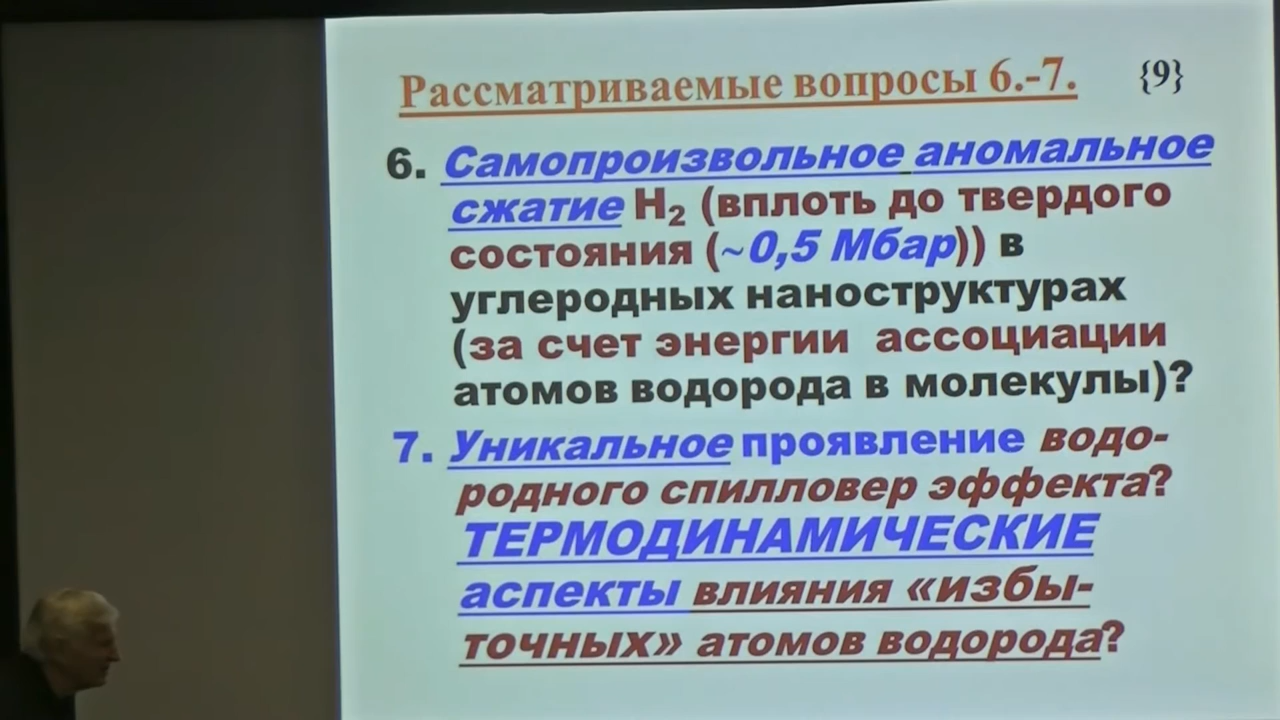 Рассматриваемые вопросы 6.-7. {9}
6. Самопроизвольное аномальное
сжатие H₂ (вплоть до твердого
состояния (~0,5 Мбар)) в
углеродных наноструктурах
(за счет энергии ассоциации
атомов водорода в молекулы)?
7. Уникальное проявление водо-
родного спилловер эффекта?
ТЕРМОДИНАМИЧЕСКИЕ
аспекты влияния «избы-
точных» атомов водорода?